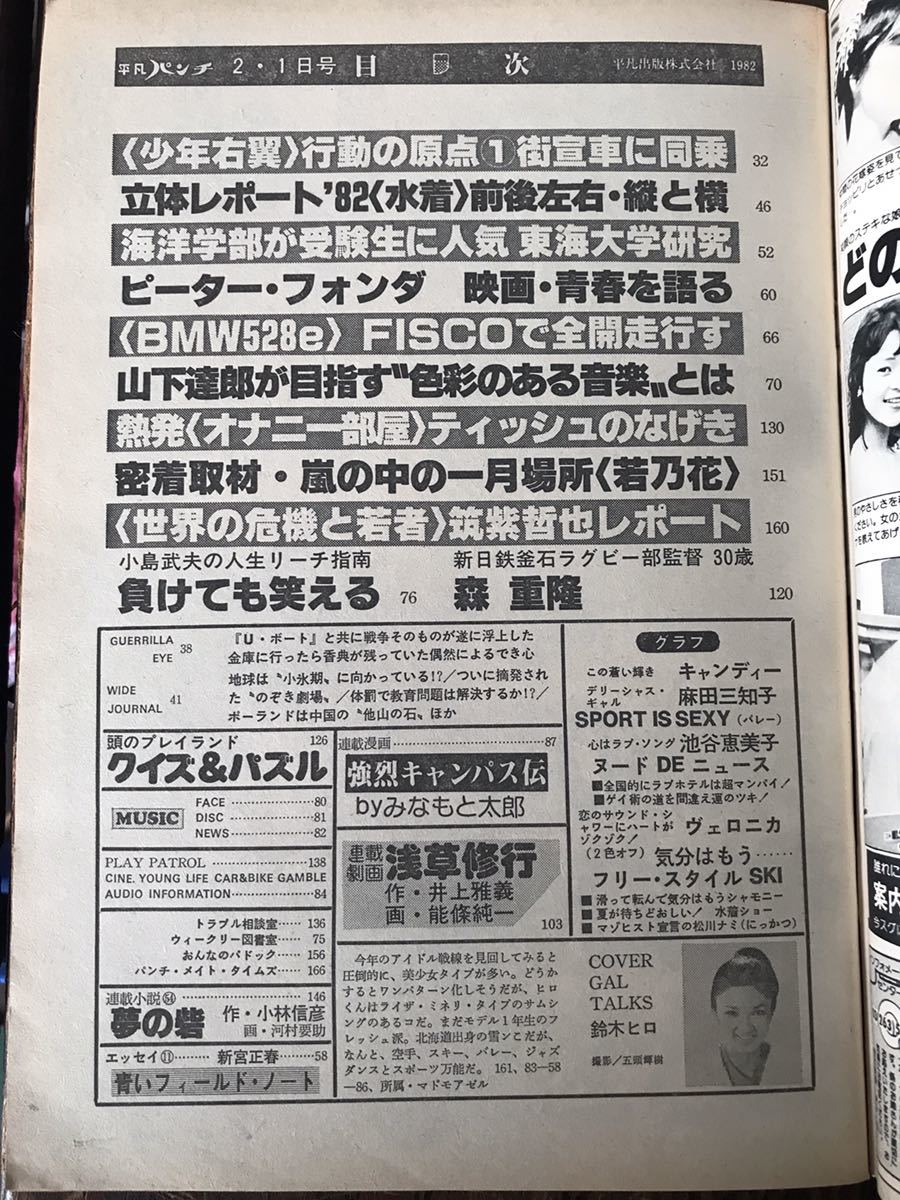 平凡パンチ 2・1日号 目次 平凡出版株式会社 1982
〈少年右翼〉行動の原点①街宣車に同乗 32
立体レポート'82〈水着〉前後左右・縦と横 46
海洋学部が受験生に人気 東海大学研究 52
ピーター・フォンダ 映画・青春を語る 60
〈BMW528e〉FISCOで全開走行す 66
山下達郎が目指す〝色彩のある音楽〟とは 70
熱発〈オナニー部屋〉ティッシュのなげき 130
密着取材・嵐の中の一月場所〈若乃花〉 151
〈世界の危機と若者〉筑紫哲也レポート 160
小島武夫の人生リーチ指南
負けても笑える 76
新日鉄釜石ラグビー部監督 30歳
森 重隆 120
GUERRILLA
EYE 38
WIDE
JOURNAL 41
『U・ボート』と共に戦争そのものが遂に浮上した
金庫に行ったら香典が残っていた偶然によるでき心
地球は〝小氷期〟に向かっている!?／ついに摘発され
た〝のぞき劇場〟／体罰で教育問題は解決するか!?／
ポーランドは中国の〝他山の石〟ほか
頭のプレイランド 126
クイズ&パズル
MUSIC
FACE 80
DISC 81
NEWS 82
PLAY PATROL 138
CINE. YOUNG LIFE CAR&BIKE GAMBLE
AUDIO INFORMATION 84
トラブル相談室 136
ウィークリー図書室 75
おんなのパドック 156
パンチ・メイト・タイムズ 166
連載小説㊴ 146
夢の砦 作・小林信彦
画・河村要助
エッセイ⑪ 新宮正春 58
青いフィールド・ノート
連載漫画 87
強烈キャンパス伝
byみなもと太郎
連載劇画 浅草修行
作・井上雅義
画・能條純一
103
グラフ
この蒼い輝き キャンディー
デリーシャス・
ギャル 麻田三知子
SPORT IS SEXY (バレー)
心はラブ・ソング 池谷恵美子
ヌード DE ニュース
■全国的にラブホテルは超マンパイ！
■ゲイ術の道を間違え運のツキ！
恋のサウンド・シ
ャワーにハートが
ゾクゾク！ ヴェロニカ
(2色オフ) 気分はもう……
フリー・スタイル SKI
■滑って転んで気分はもうシャモニー
■夏が待ちどおしい！ 水着ショー
■マゾヒスト宣言の松川ナミ(にっかつ)
今年のアイドル戦線を見回してみると
圧倒的に、美少女タイプが多い。どうか
するとワンパターン化しそうだが、ヒロ
くんはライザ・ミネリ・タイプのサムシ
ングのあるコだ。まだモデル1年生のフ
レッシュ派。北海道出身の雪ンこだが、
なんと、空手、スキー、バレー、ジャズ
ダンスとスポーツ万能だ。161、83―58
―86、所属・マドモアゼル
COVER
GAL
TALKS
鈴木ヒロ
撮影／五頭輝樹
どの
案内